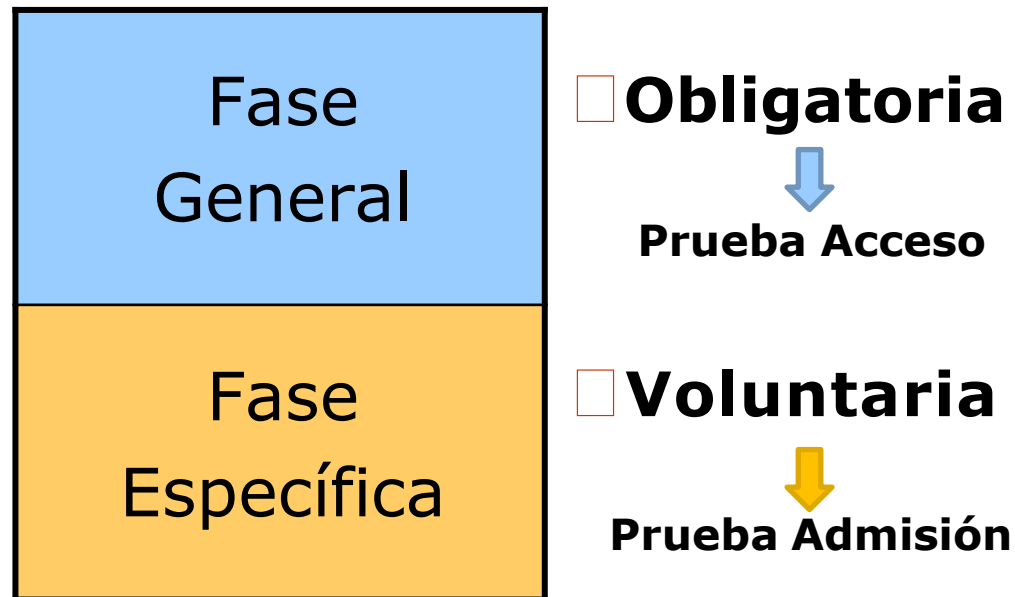 Fase
General
Obligatoria
Prueba Acceso
Fase
Específica
Voluntaria
Prueba Admisión